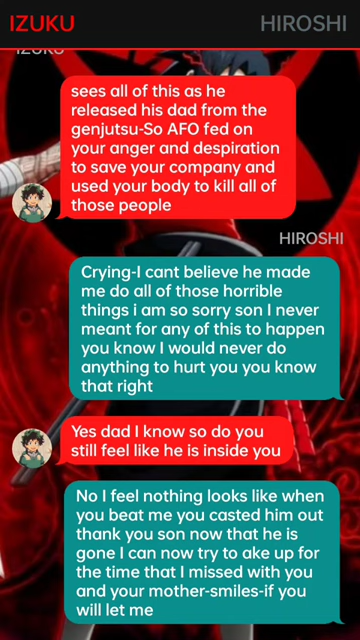 IZUKU
HIROSHI
IZUKU
sees all of this as he
released his dad from the
genjutsu-So AFO fed on
your anger and despiration
to save your company and
used your body to kill all of
those people
HIROSHI
Crying-I cant believe he made
me do all of those horrible
things i am so sorry son I never
meant for any of this to happen
you know I would never do
anything to hurt you you know
that right
Yes dad I know so do you
still feel like he is inside you
No I feel nothing looks like when
you beat me you casted him out
thank you son now that he is
gone I can now try to ake up for
the time that I missed with you
and your mother-smiles-if you
will let me